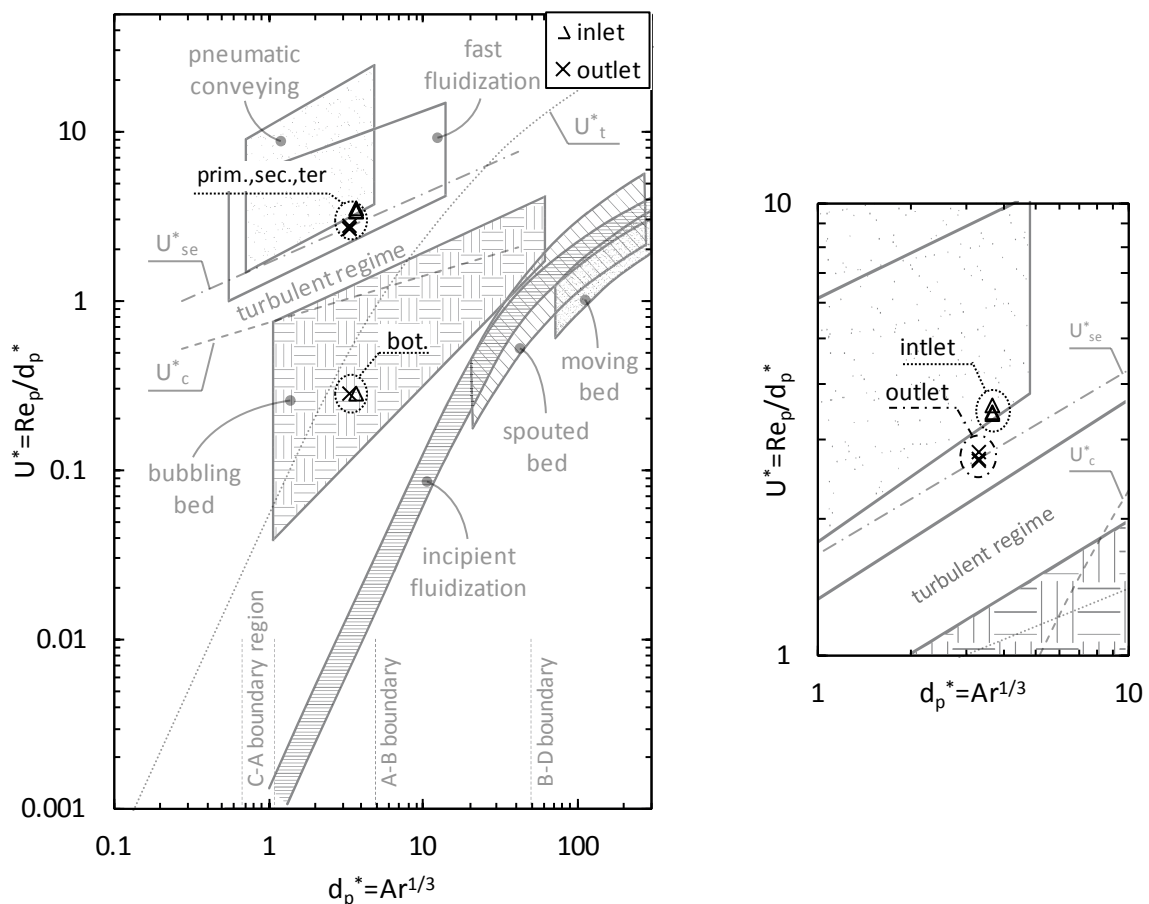 inlet
outlet
pneumatic
conveying
fast
fluidization
U*t
prim.,sec.,ter
U*se
turbulent regime
U*c
bot.
bubbling
bed
moving
bed
spouted
bed
incipient
fluidization
C-A boundary region
A-B boundary
B-D boundary
10
1
0.1
0.01
0.001
0.1
1
10
100
U*=Rep/dp*
dp*=Ar1/3
10
1
1
10
U*=Rep/dp*
dp*=Ar1/3
intlet
outlet
U*se
U*c
turbulent regime